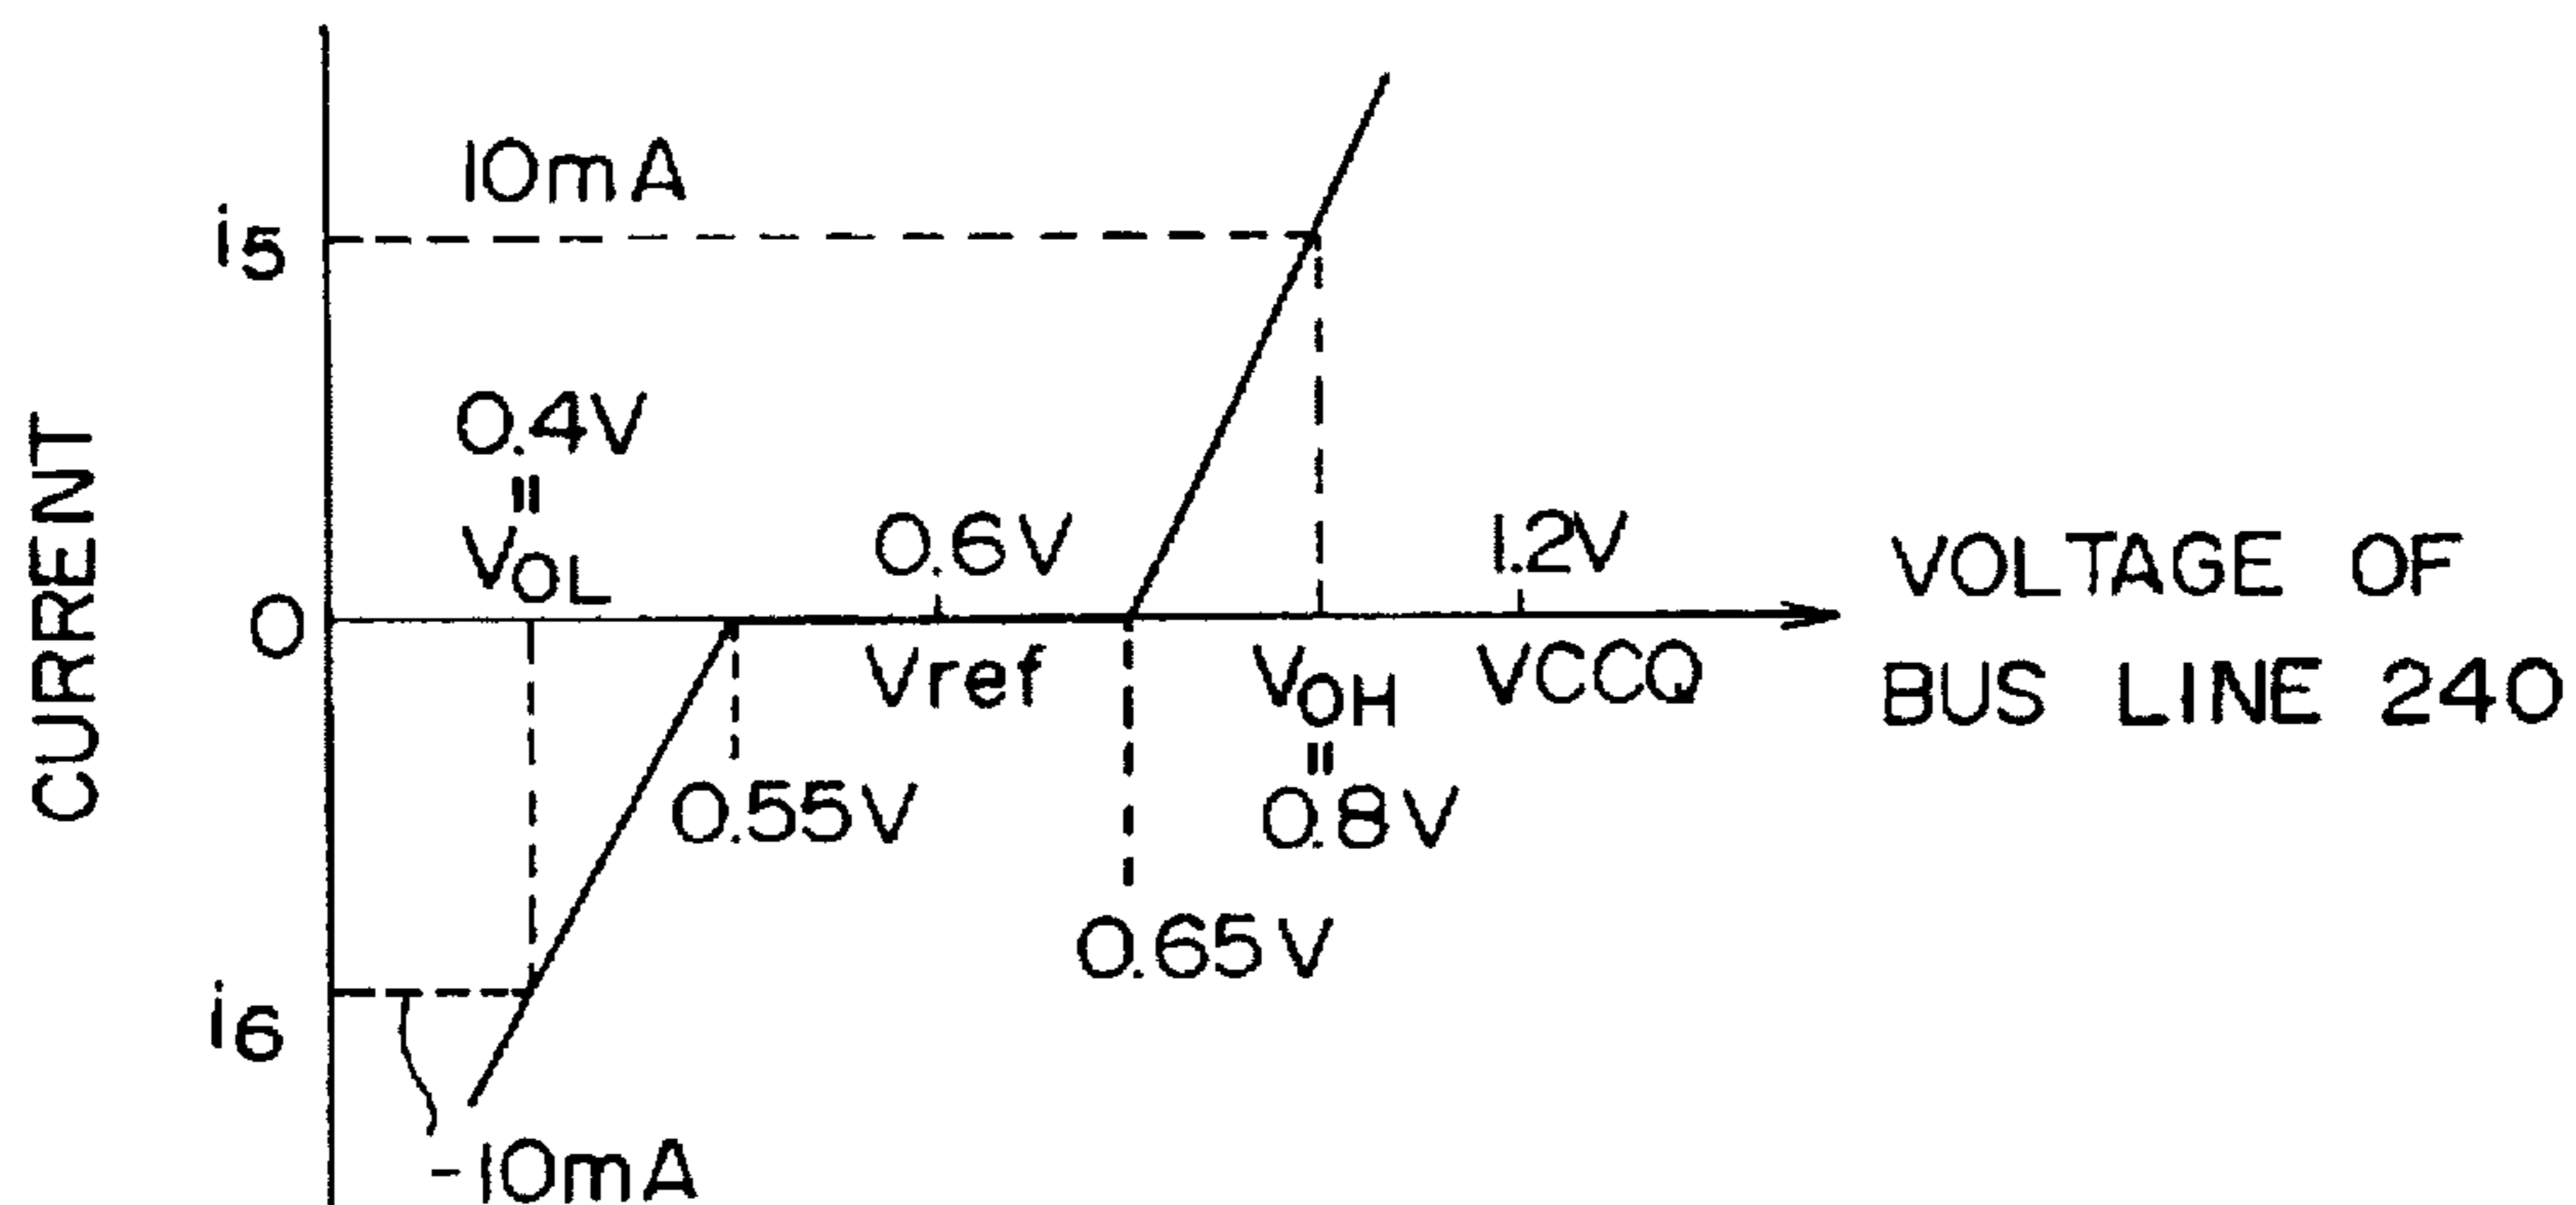 10mA
i5
0.4V
=
VOL
0.6V
1.2V
VOLTAGE OF
BUS LINE 240
CURRENT
0
Vref
VOH
=
0.8V
VCCQ
0.55V
0.65V
i6
-10mA